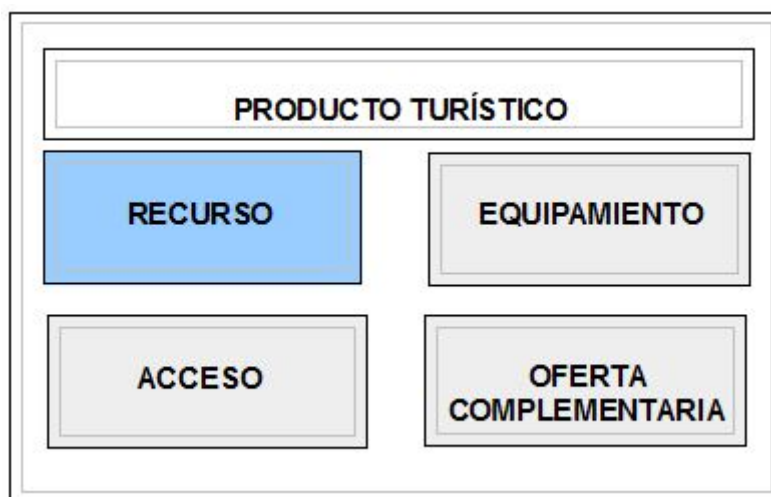 PRODUCTO TURÍSTICO
RECURSO
EQUIPAMIENTO
ACCESO
OFERTA
COMPLEMENTARIA